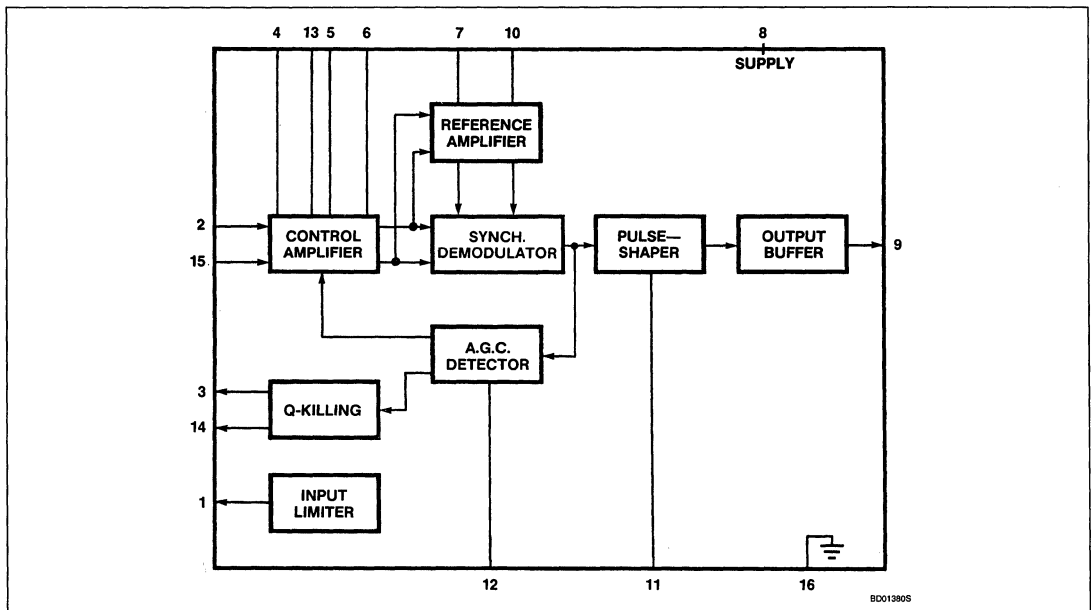 4 13 5 6 7 10 8
SUPPLY
REFERENCE
AMPLIFIER
2
15
CONTROL
AMPLIFIER
SYNCH.
DEMODULATOR
PULSE—
SHAPER
OUTPUT
BUFFER
9
A.G.C.
DETECTOR
3
14
Q-KILLING
1
INPUT
LIMITER
12 11 16
BD01380S